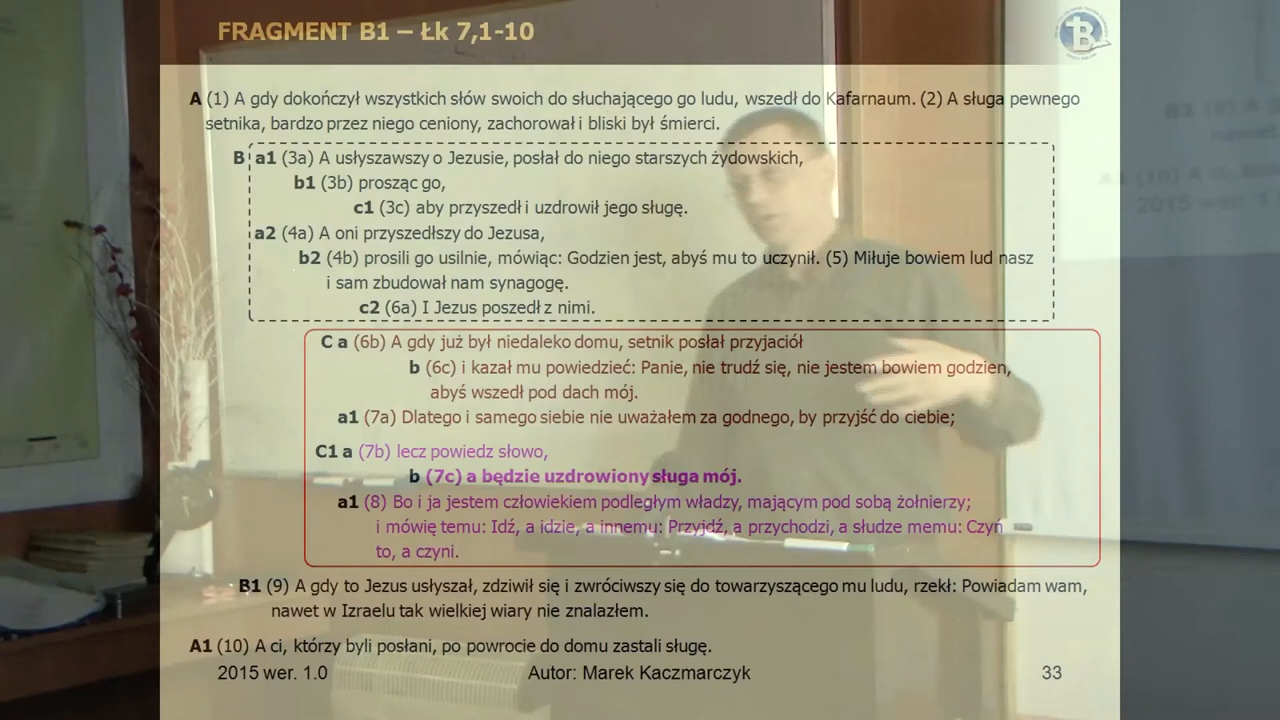 FRAGMENT B1 – Łk 7,1-10
A (1) A gdy dokończył wszystkich słów swoich do słuchającego go ludu, wszedł do Kafarnaum. (2) A sługa pewnego
setnika, bardzo przez niego ceniony, zachorował i bliski był śmierci.
B a1 (3a) A usłyszawszy o Jezusie, posłał do niego starszych żydowskich,
b1 (3b) prosząc go,
c1 (3c) aby przyszedł i uzdrowił jego sługę.
a2 (4a) A oni przyszedłszy do Jezusa,
b2 (4b) prosili go usilnie, mówiąc: Godzien jest, abyś mu to uczynił. (5) Miłuje bowiem lud nasz
i sam zbudował nam synagogę.
c2 (6a) I Jezus poszedł z nimi.
C a (6b) A gdy już był niedaleko domu, setnik posłał przyjaciół
b (6c) i kazał mu powiedzieć: Panie, nie trudź się, nie jestem bowiem godzien,
abyś wszedł pod dach mój.
a1 (7a) Dlatego i samego siebie nie uważałem za godnego, by przyjść do ciebie;
C1 a (7b) lecz powiedz słowo,
b (7c) a będzie uzdrowiony sługa mój.
a1 (8) Bo i ja jestem człowiekiem podległym władzy, mającym pod sobą żołnierzy;
i mówię temu: Idź, a idzie, a innemu: Przyjdź, a przychodzi, a słudze memu: Czyń
to, a czyni.
B1 (9) A gdy to Jezus usłyszał, zdziwił się i zwróciwszy się do towarzyszącego mu ludu, rzekł: Powiadam wam,
nawet w Izraelu tak wielkiej wiary nie znalazłem.
A1 (10) A ci, którzy byli posłani, po powrocie do domu zastali sługę.
2015 wer. 1.0
Autor: Marek Kaczmarczyk
33